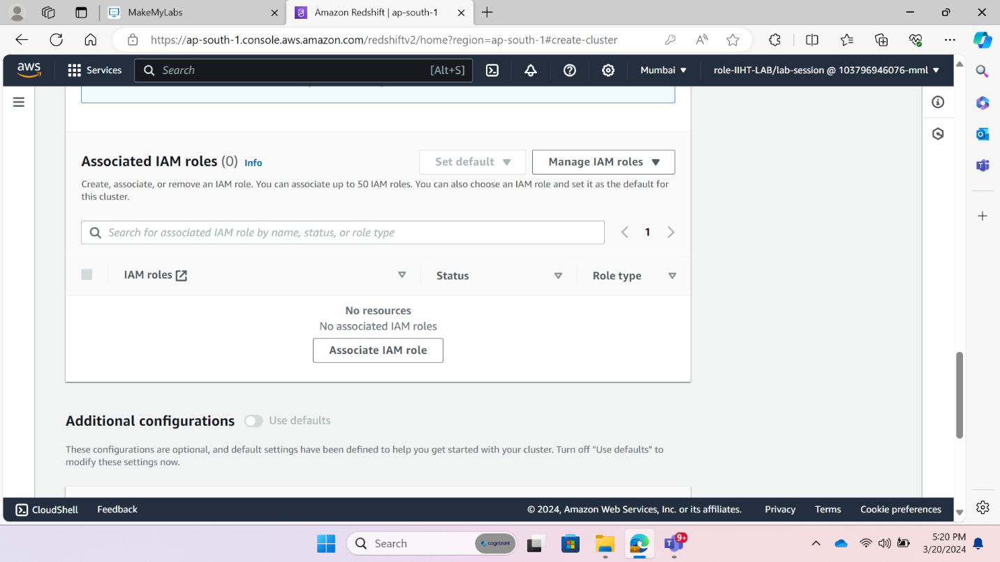 MakeMyLabs
Amazon Redshift | ap-south-1
https://ap-south-1.console.aws.amazon.com/redshiftv2/home?region=ap-south-1#create-cluster
aws
Services
Search
[Alt+S]
Mumbai
role-IIHT-LAB/lab-session @ 103796946076-mml
Associated IAM roles (0) Info
Set default
Manage IAM roles
Create, associate, or remove an IAM role. You can associate up to 50 IAM roles. You can also choose an IAM role and set it as the default for
this cluster.
Search for associated IAM role by name, status, or role type
1
IAM roles
Status
Role type
No resources
No associated IAM roles
Associate IAM role
Additional configurations
Use defaults
These configurations are optional, and default settings have been defined to help you get started with your cluster. Turn off "Use defaults" to
modify these settings now.
CloudShell
Feedback
© 2024, Amazon Web Services, Inc. or its affiliates.
Privacy
Terms
Cookie preferences
Search
cognizant
9+
5:20 PM
3/20/2024